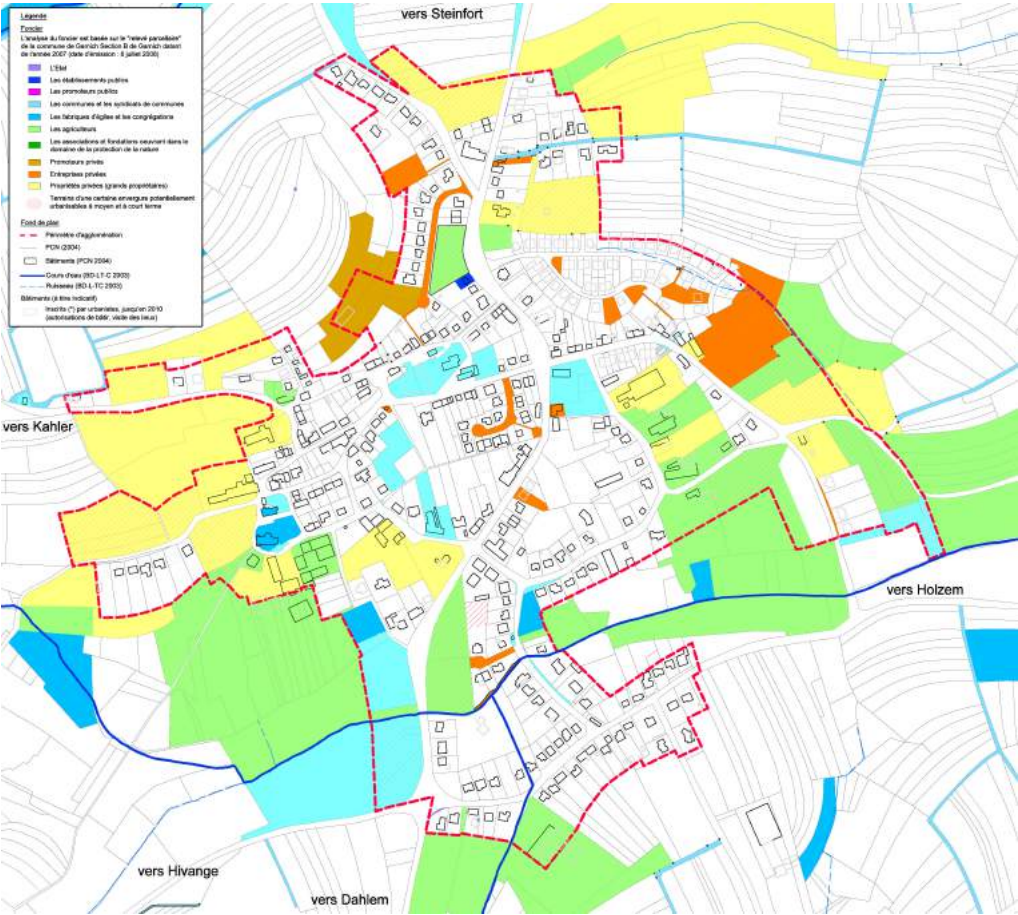 Légende
Foncier
L'analyse du foncier est basée sur le "relevé parcellaire"
de la commune de Garnich Section B de Garnich datant
de l'année 2007 (date d'émission : 8 juillet 2008)
L'Etat
Les établissements publics
Les promoteurs publics
Les communes et les syndicats de communes
Les fabriques d'église et les congrégations
Les agriculteurs
Les associations et fondations oeuvrant dans le
domaine de la protection de la nature
Promoteurs privés
Entreprises privées
Propriétés privées (grands propriétaires)
Terrains d'une certaine envergure potentiellement
urbanisables à moyen et à court terme
Fond de plan
Périmètre d'agglomération
PCN (2004)
Bâtiments (PCN 2004)
Cours d'eau (BD-LT-C 2003)
Ruisseau (BD-L-TC 2003)
Bâtiments (à titre indicatif)
Inscrits (*) par urbanistes, jusqu'en 2010
(autorisations de bâtir, visite des lieux)
vers Steinfort
vers Kahler
vers Holzem
vers Hivange
vers Dahlem